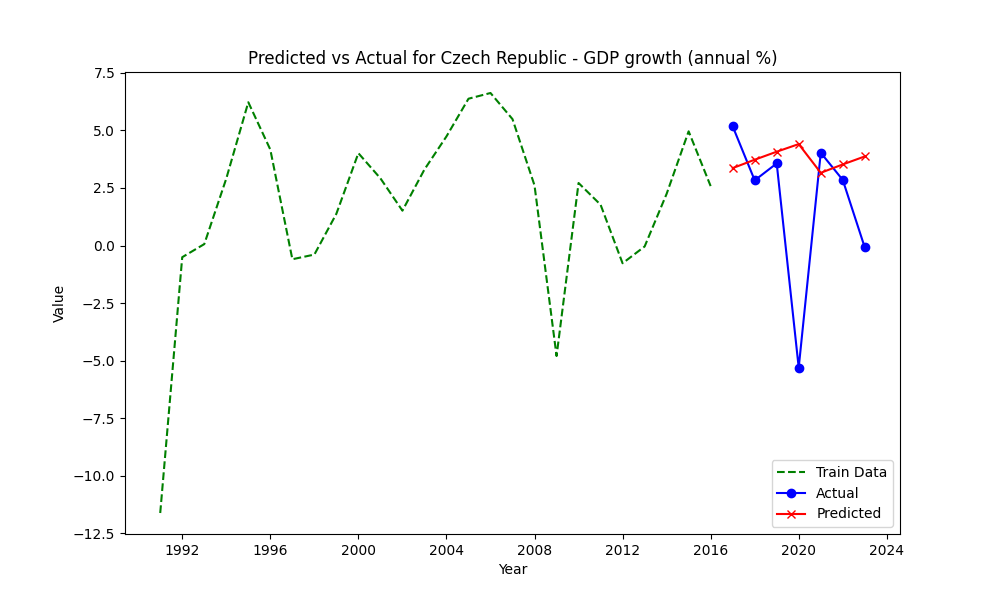 Predicted vs Actual for Czech Republic - GDP growth (annual %)
7.5
5.0
2.5
0.0
−2.5
−5.0
−7.5
−10.0
−12.5
Value
Train Data
Actual
Predicted
1992 1996 2000 2004 2008 2012 2016 2020 2024
Year